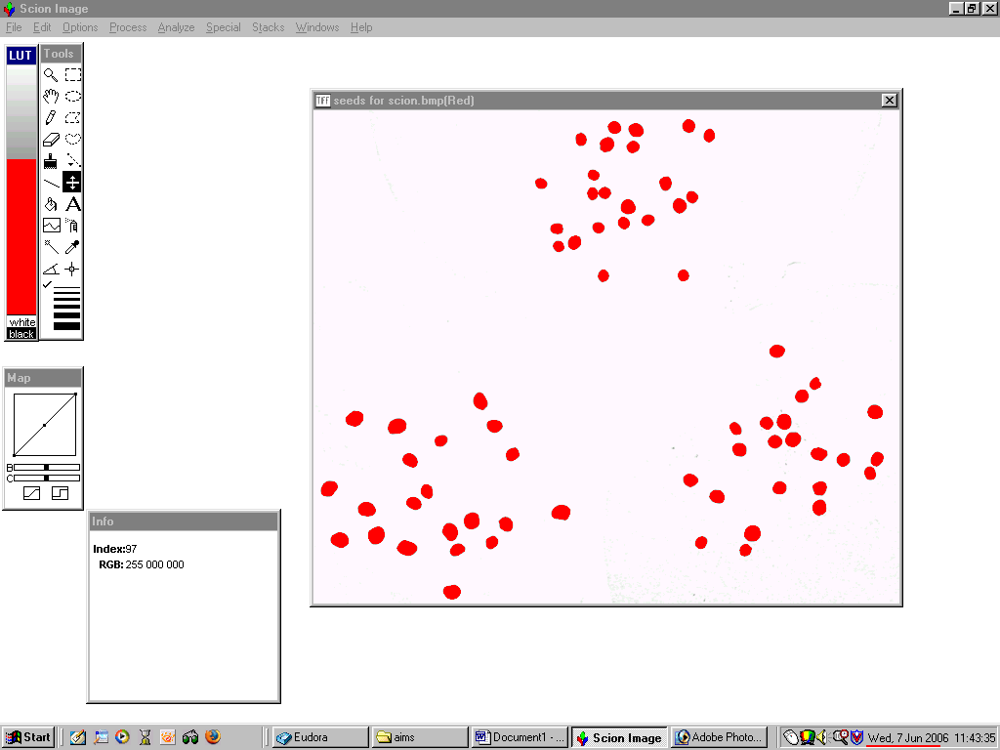 Scion Image
File Edit Options Process Analyze Special Stacks Windows Help
LUT
Tools
A
white
black
TIFF seeds for scion.bmp(Red)
Map
B
C
Info
Index:97
RGB: 255 000 000
Start Eudora aims Document1 - ... Scion Image Adobe Photo... Wed, 7 Jun 2006 11:43:35